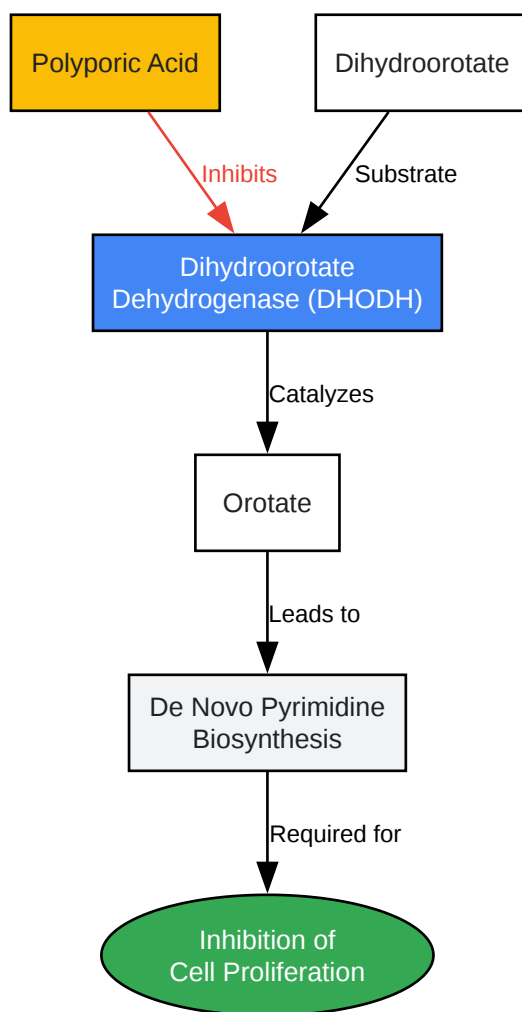 Polyporic Acid
Dihydroorotate
Inhibits
Substrate
Dihydroorotate
Dehydrogenase (DHODH)
Catalyzes
Orotate
Leads to
De Novo Pyrimidine
Biosynthesis
Required for
Inhibition of
Cell Proliferation